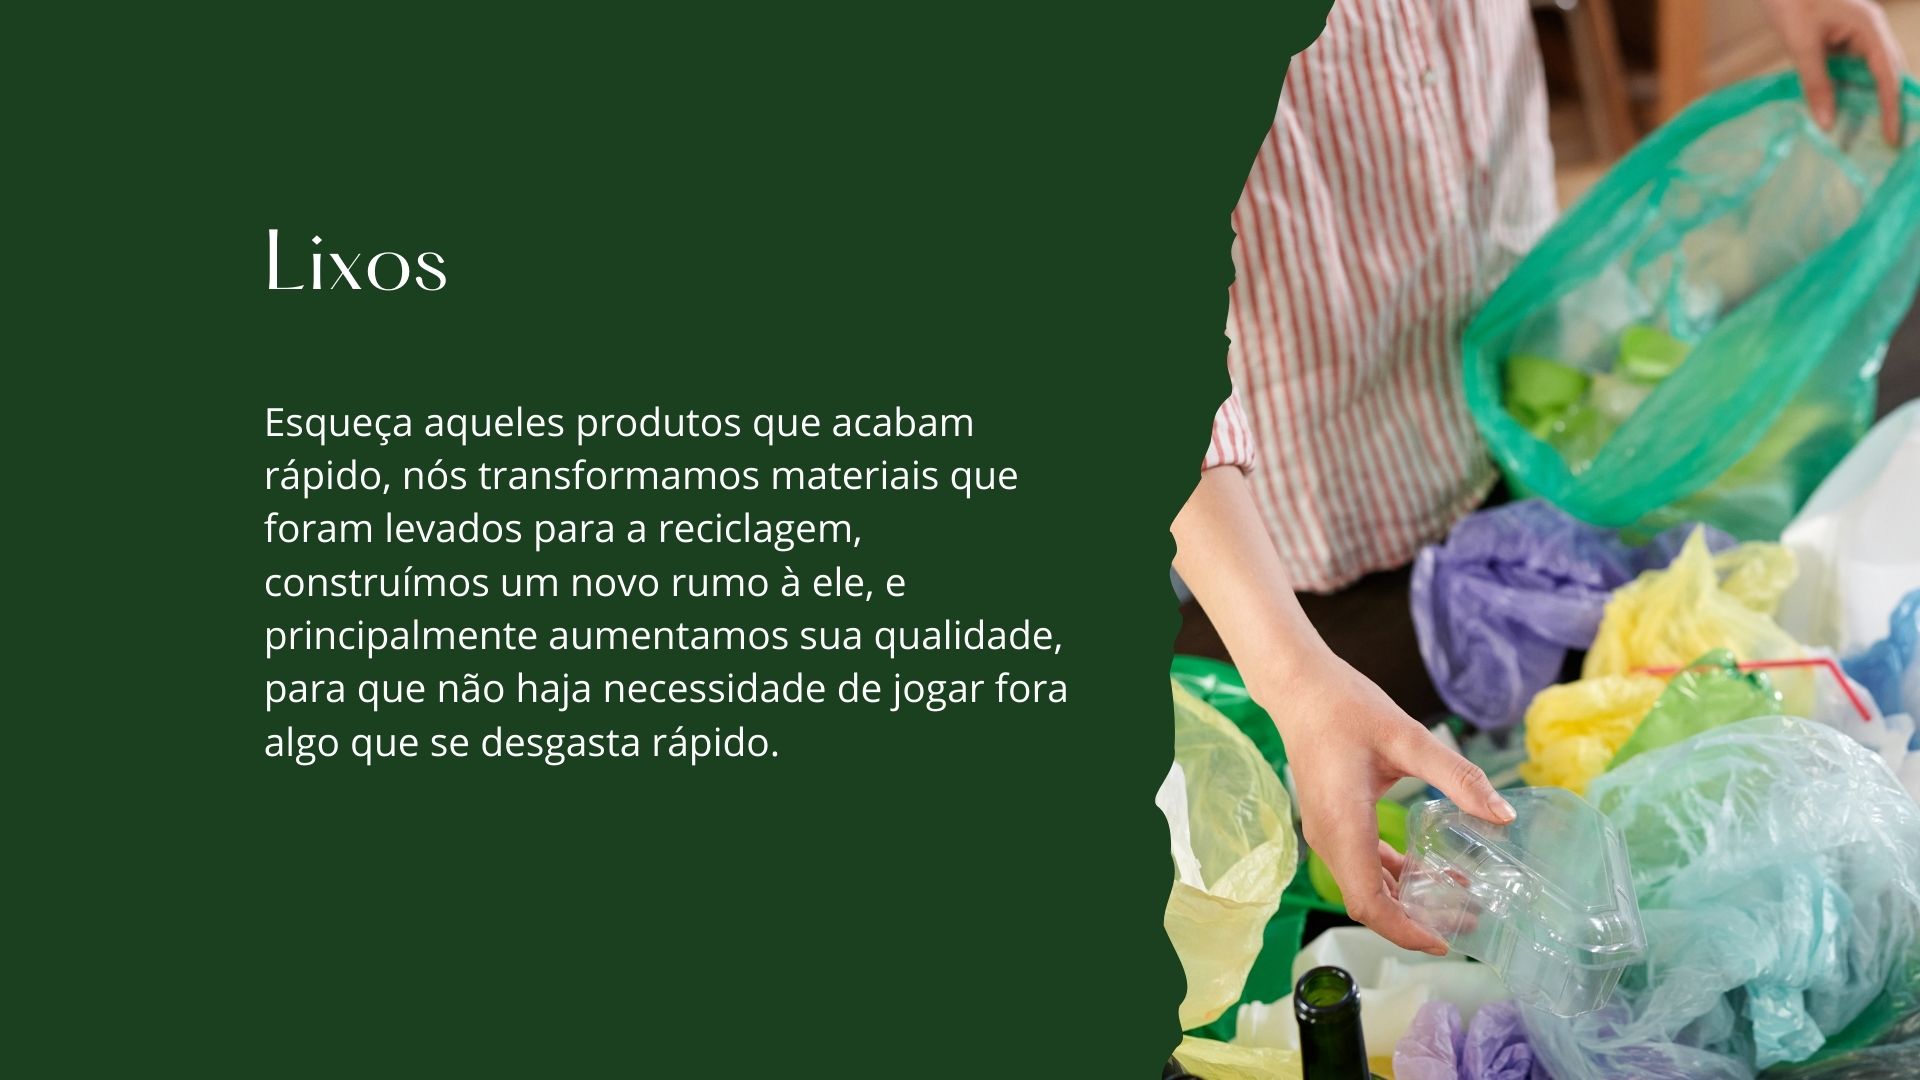 Lixos
Esqueça aqueles produtos que acabam
rápido, nós transformamos materiais que
foram levados para a reciclagem,
construímos um novo rumo à ele, e
principalmente aumentamos sua qualidade,
para que não haja necessidade de jogar fora
algo que se desgasta rápido.